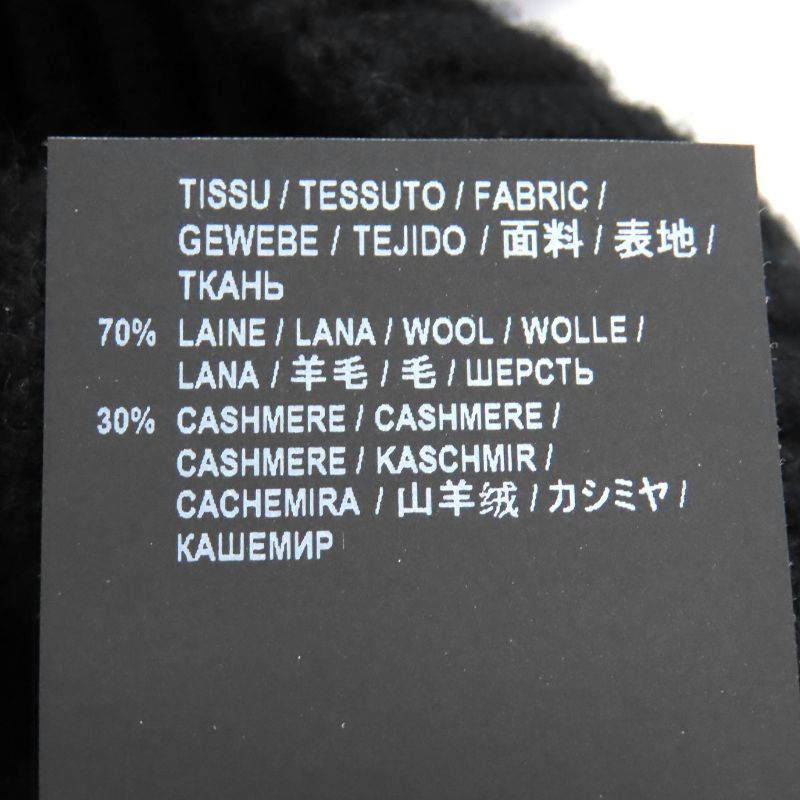 TISSU / TESSUTO / FABRIC /
GEWEBE / TEJIDO / 面料 / 表地 /
ТКАНЬ
70% LAINE / LANA / WOOL / WOLLE /
LANA / 羊毛 / 毛 / ШЕРСТЬ
30% CASHMERE / CASHMERE /
CASHMERE / KASCHMIR /
CACHEMIRA / 山羊绒 / カシミヤ /
КАШЕМИР